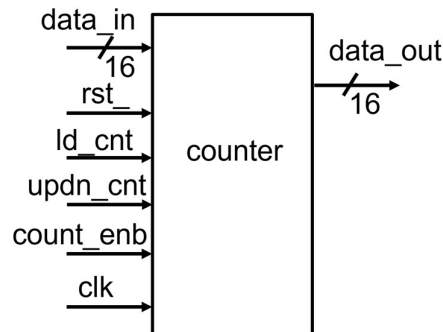 data_in
16
rst_
ld_cnt
updn_cnt
count_enb
clk
counter
data_out
16